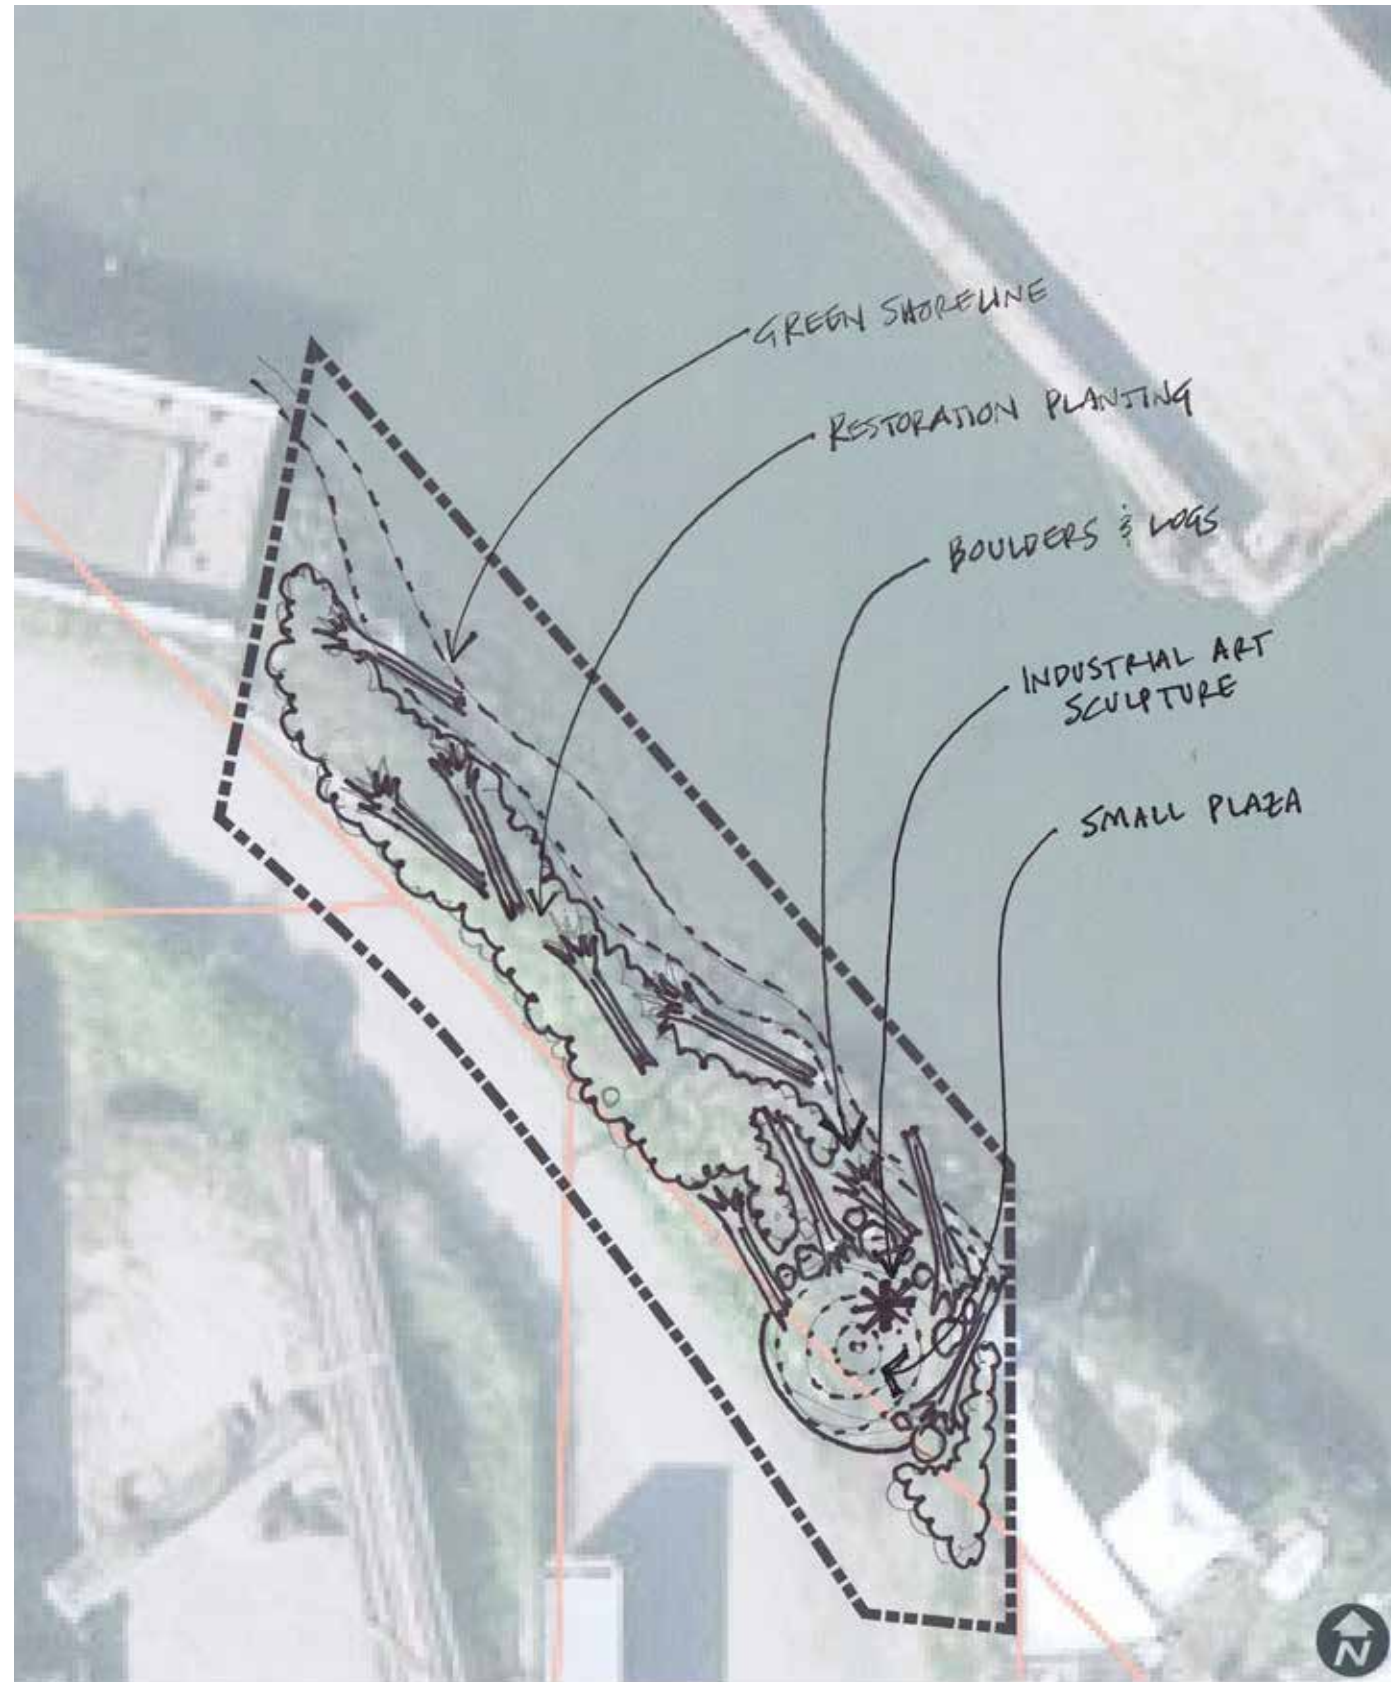 GREEN SHORELINE
RESTORATION PLANTING
BOULDERS & LOGS
INDUSTRIAL ART
SCULPTURE
SMALL PLAZA
N